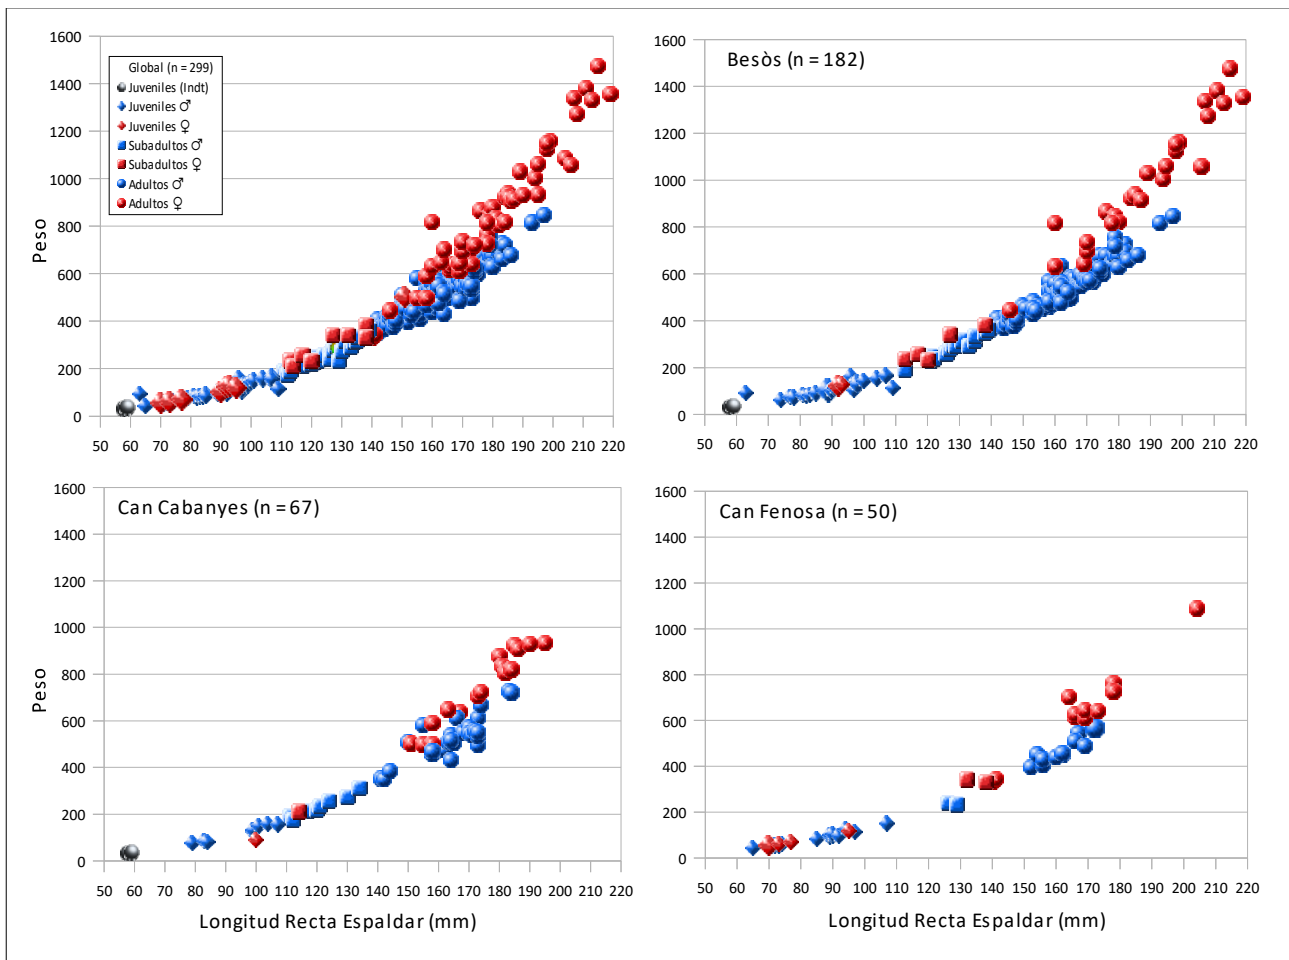 1600
1400
1200
1000
800
600
400
200
0
Peso
Global (n = 299)
Juveniles (Indt)
Juveniles ♂
Juveniles ♀
Subadultos ♂
Subadultos ♀
Adultos ♂
Adultos ♀
50 60 70 80 90 100 110 120 130 140 150 160 170 180 190 200 210 220
Besòs (n = 182)
1600
1400
1200
1000
800
600
400
200
0
50 60 70 80 90 100 110 120 130 140 150 160 170 180 190 200 210 220
Can Cabanyes (n = 67)
1600
1400
1200
1000
800
600
400
200
0
Peso
50 60 70 80 90 100 110 120 130 140 150 160 170 180 190 200 210 220
Longitud Recta Espaldar (mm)
Can Fenosa (n = 50)
1600
1400
1200
1000
800
600
400
200
0
50 60 70 80 90 100 110 120 130 140 150 160 170 180 190 200 210 220
Longitud Recta Espaldar (mm)